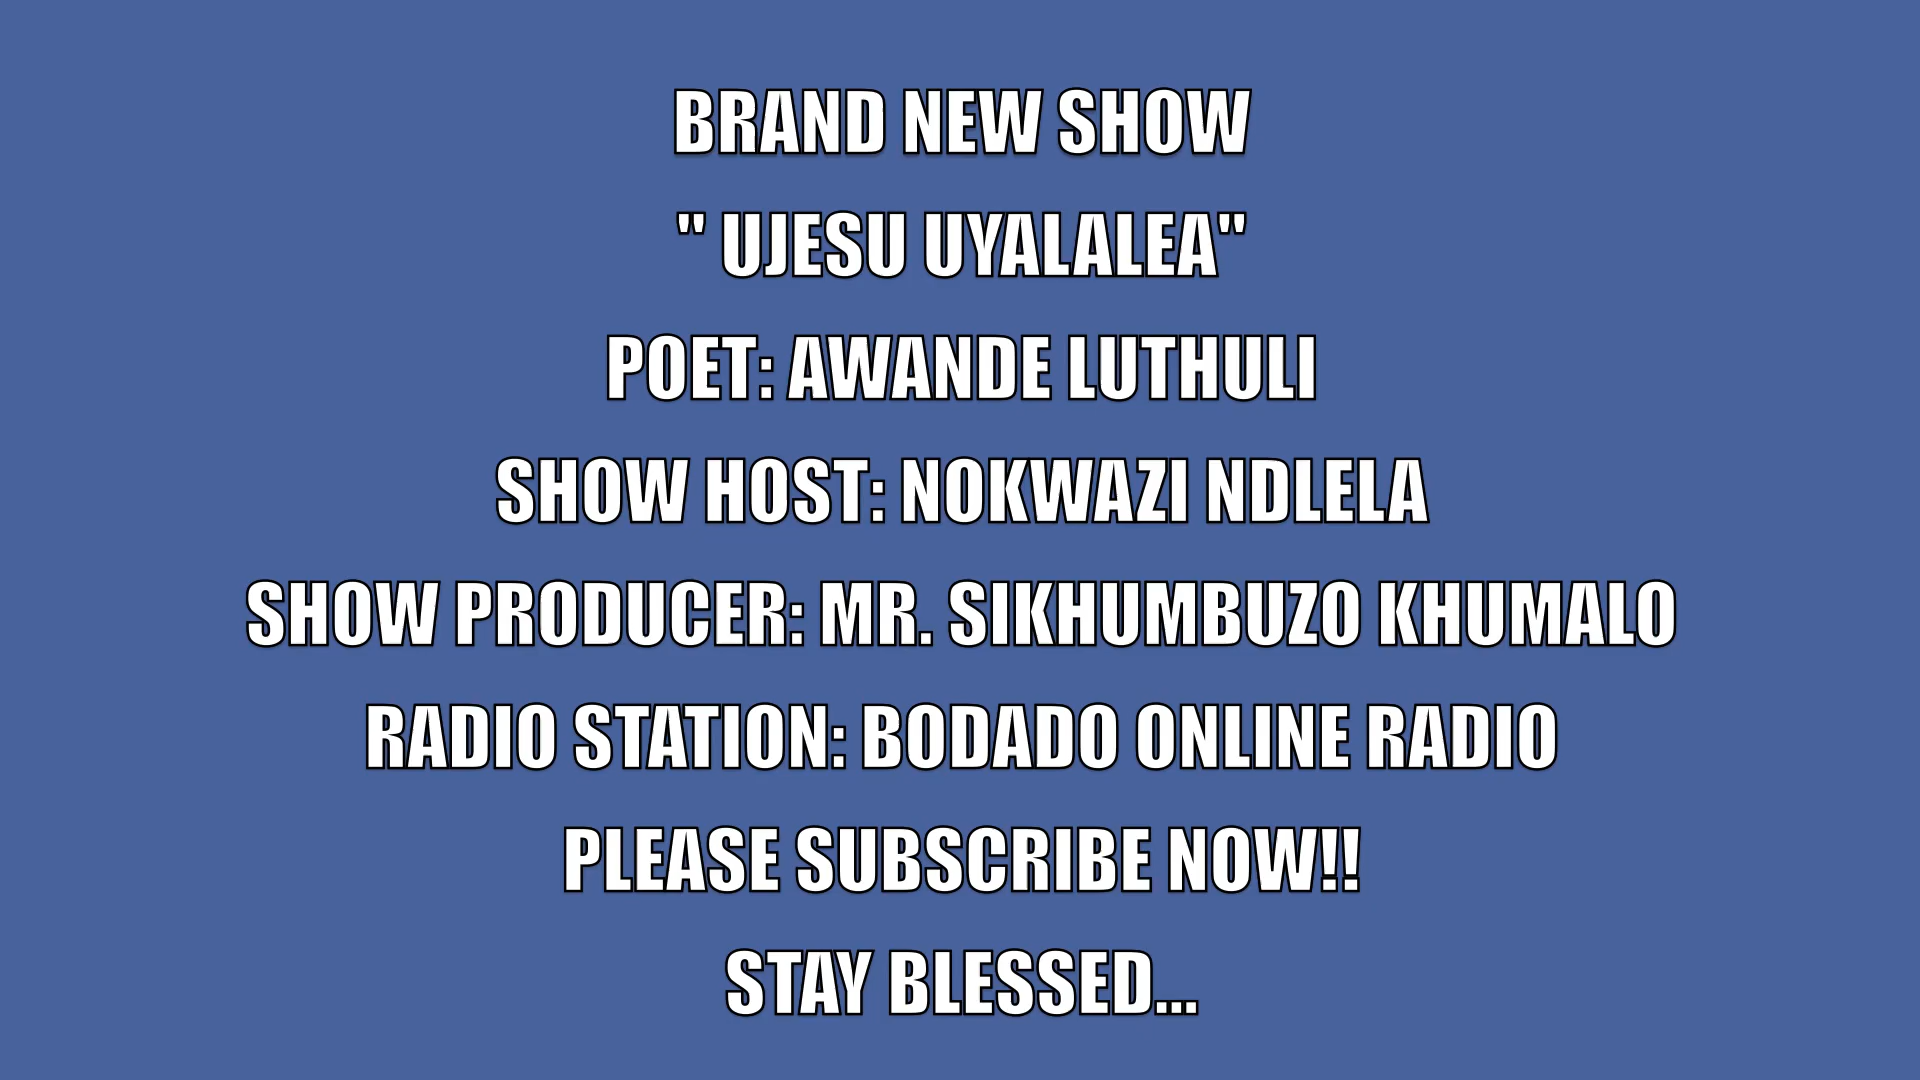 BRAND NEW SHOW
" UJESU UYALALEA"
POET: AWANDE LUTHULI
SHOW HOST: NOKWAZI NDLELA
SHOW PRODUCER: MR. SIKHUMBUZO KHUMALO
RADIO STATION: BODADO ONLINE RADIO
PLEASE SUBSCRIBE NOW!!
STAY BLESSED...